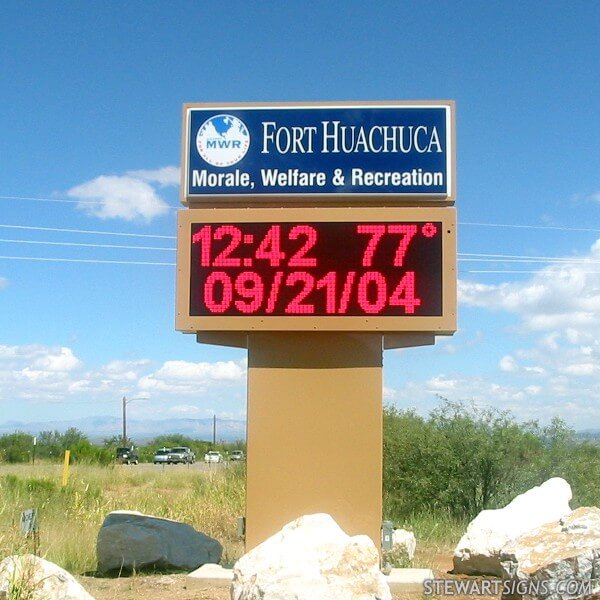 MWR
FORT HUACHUCA
Morale, Welfare & Recreation
12:42 77°
09/21/04
STEWARTSIGNS.COM